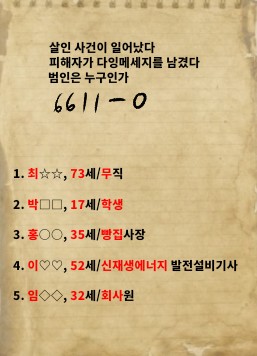 살인 사건이 일어났다
피해자가 다잉메세지를 남겼다
범인은 누구인가
6611-0
1. 최☆☆, 73세/무직
2. 박□□, 17세/학생
3. 홍○○, 35세/빵집사장
4. 이♡♡, 52세/신재생에너지 발전설비기사
5. 임◇◇, 32세/회사원